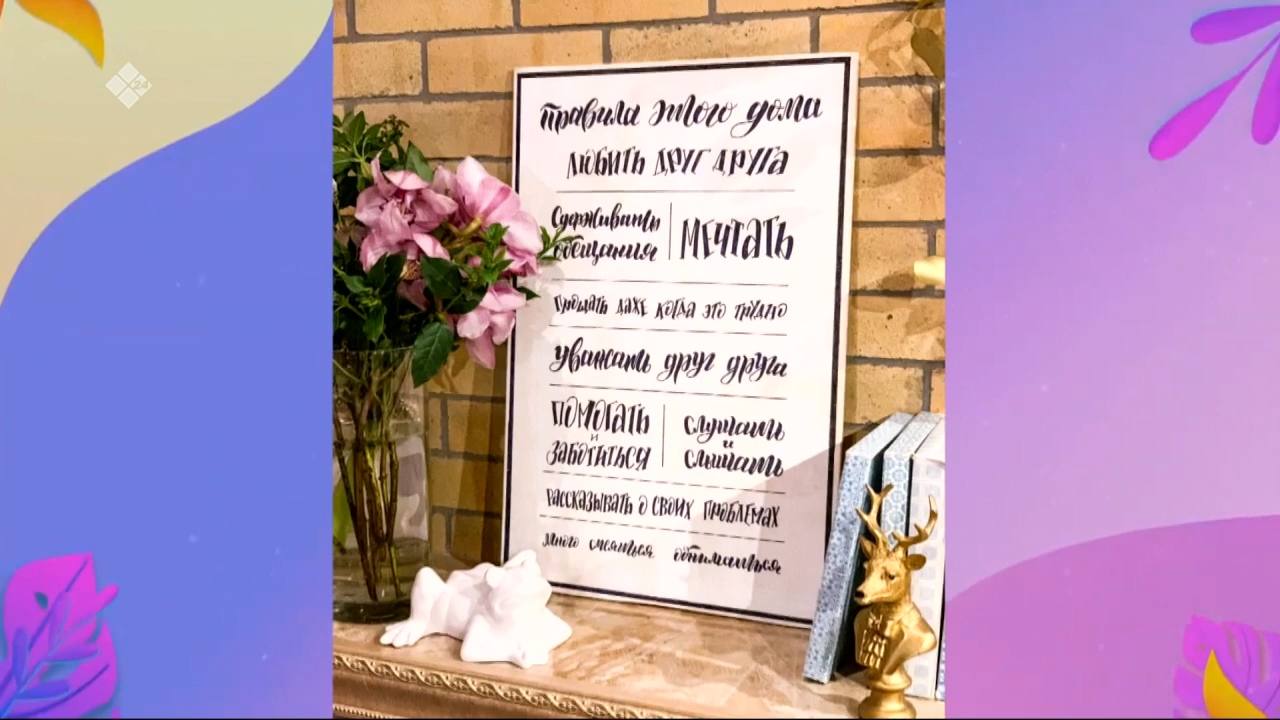 правила этого дома
ЛЮБИТЬ ДРУГ ДРУГА
Сдерживать обещания
МЕЧТАТЬ
ПРОЩАТЬ ДАЖЕ КОГДА ЭТО ТРУДНО
уважать друг друга
ПОМОГАТЬ
и
ЗАБОТИТЬСЯ
слушать
и
слышать
РАССКАЗЫВАТЬ О СВОИХ ПРОБЛЕМАХ
много смеяться обниматься
24